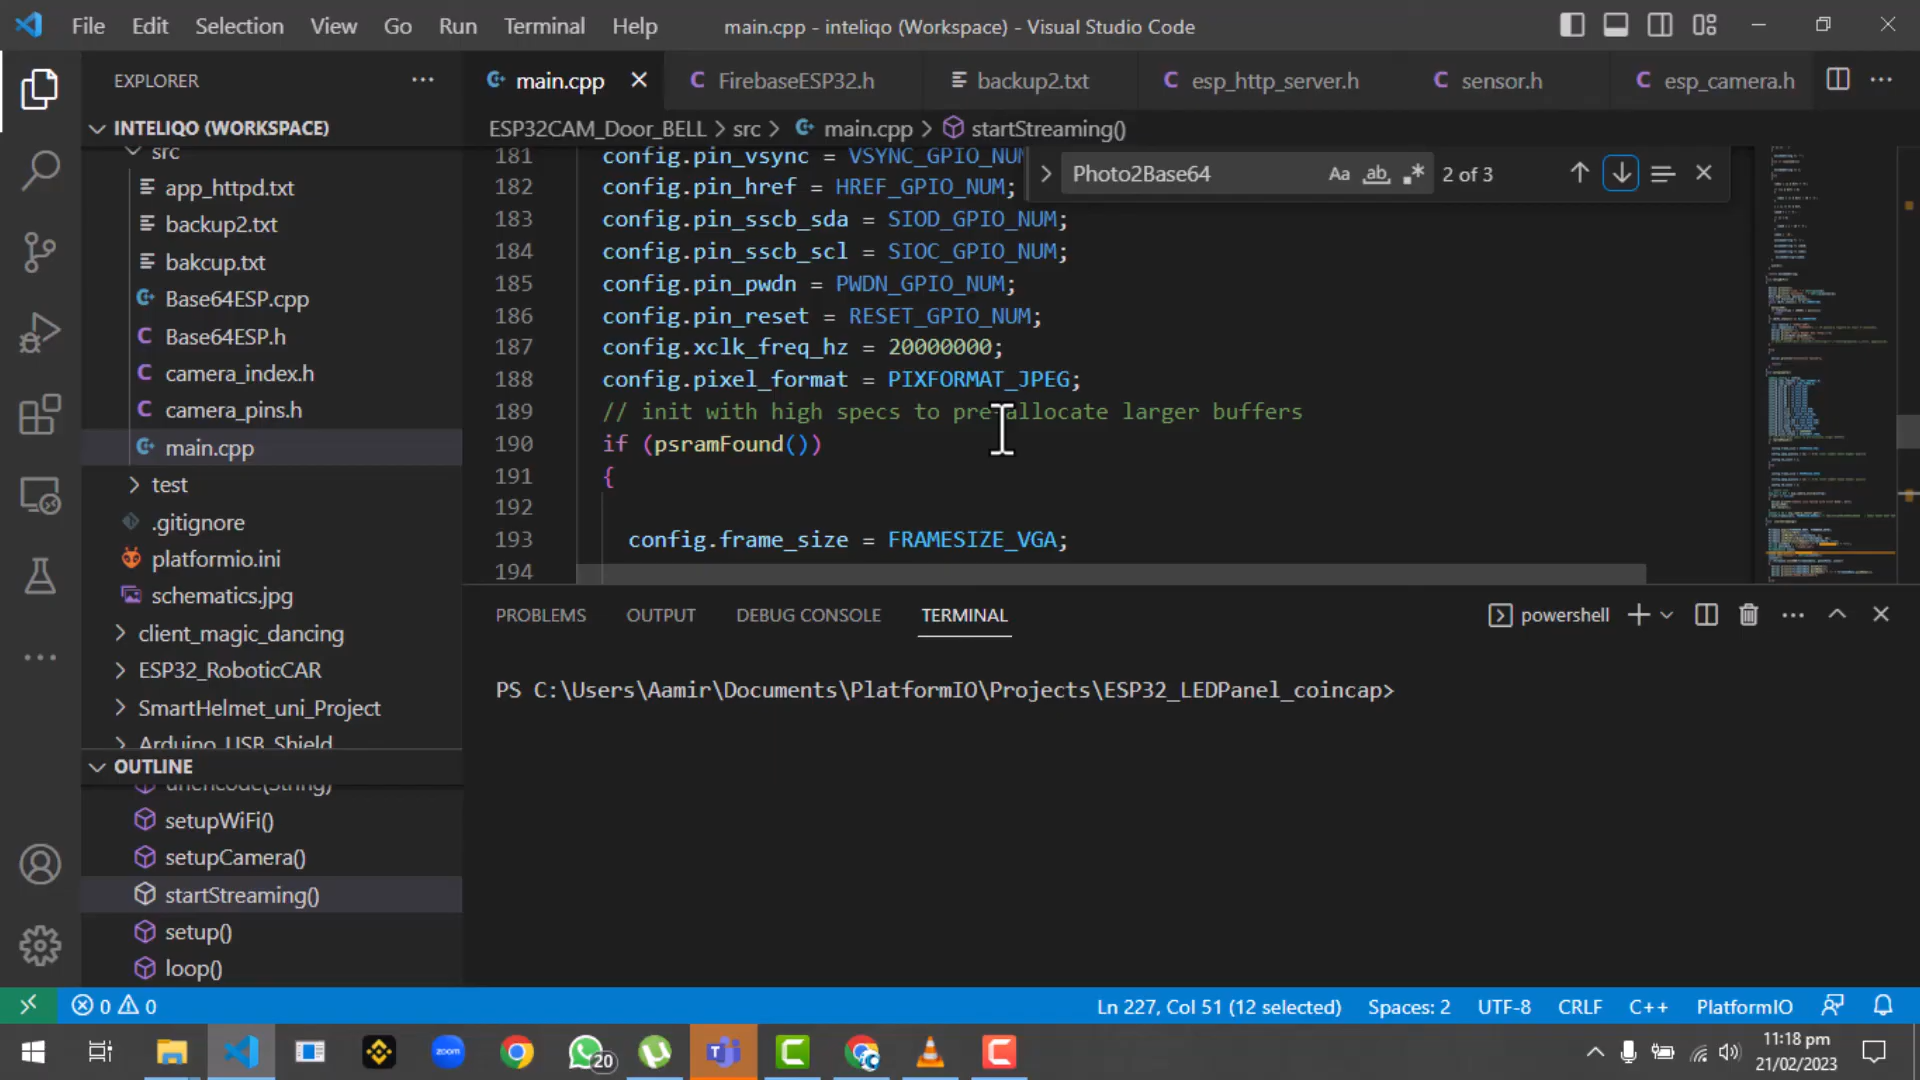 File Edit Selection View Go Run Terminal Help
main.cpp - inteliqo (Workspace) - Visual Studio Code
EXPLORER
INTELIQO (WORKSPACE)
src
app_httpd.txt
backup2.txt
bakcup.txt
Base64ESP.cpp
Base64ESP.h
camera_index.h
camera_pins.h
main.cpp
test
.gitignore
platformio.ini
schematics.jpg
client_magic_dancing
ESP32_RoboticCAR
SmartHelmet_uni_Project
Arduino_USB_Shield
OUTLINE
urlencode(String)
setupWiFi()
setupCamera()
startStreaming()
setup()
loop()
main.cpp FirebaseESP32.h backup2.txt esp_http_server.h sensor.h esp_camera.h
ESP32CAM_Door_BELL > src > main.cpp > startStreaming()
Photo2Base64 Aa ab 2 of 3
181 config.pin_vsync = VSYNC_GPIO_NUM
182 config.pin_href = HREF_GPIO_NUM;
183 config.pin_sscb_sda = SIOD_GPIO_NUM;
184 config.pin_sscb_scl = SIOC_GPIO_NUM;
185 config.pin_pwdn = PWDN_GPIO_NUM;
186 config.pin_reset = RESET_GPIO_NUM;
187 config.xclk_freq_hz = 20000000;
188 config.pixel_format = PIXFORMAT_JPEG;
189 // init with high specs to pre-allocate larger buffers
190 if (psramFound())
191 {
192
193 config.frame_size = FRAMESIZE_VGA;
194
PROBLEMS OUTPUT DEBUG CONSOLE TERMINAL
powershell
PS C:\Users\Aamir\Documents\PlatformIO\Projects\ESP32_LEDPanel_coincap>
0 0
Ln 227, Col 51 (12 selected) Spaces: 2 UTF-8 CRLF C++ PlatformIO
zoom
20
11:18 pm
21/02/2023